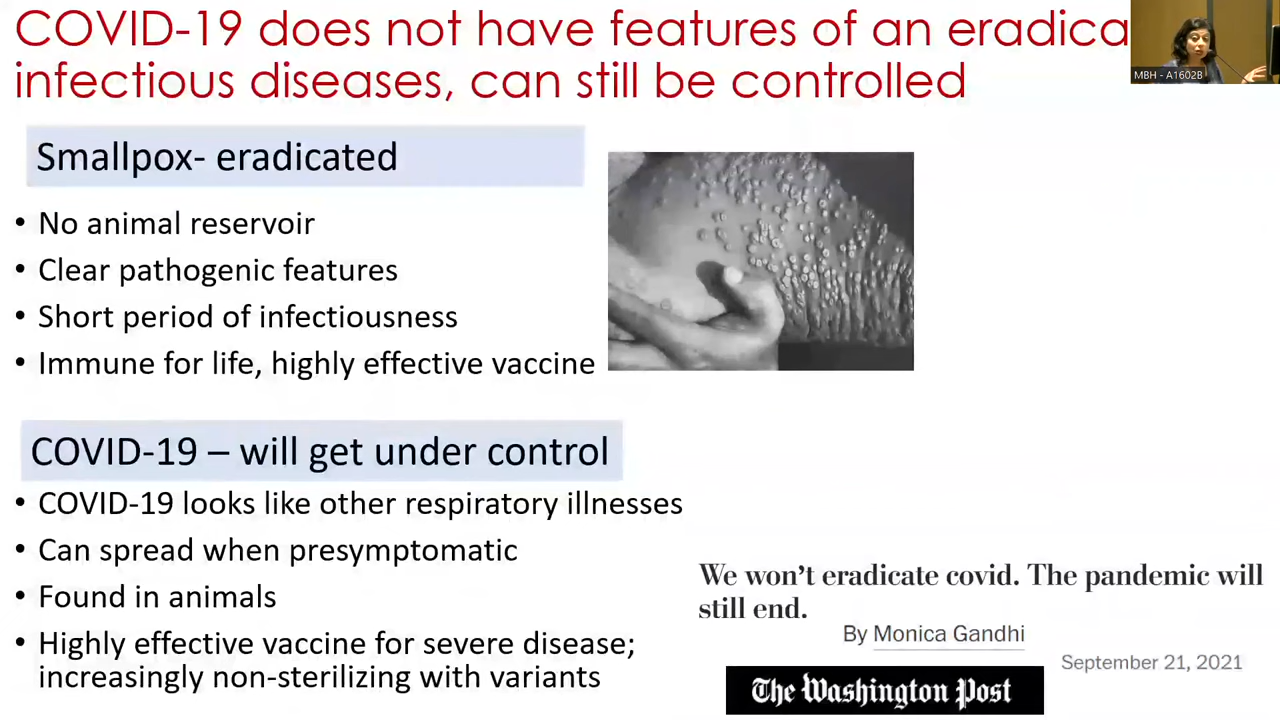 COVID-19 does not have features of an eradica
infectious diseases, can still be controlled
MBH - A1602B
Smallpox- eradicated
• No animal reservoir
• Clear pathogenic features
• Short period of infectiousness
• Immune for life, highly effective vaccine
COVID-19 – will get under control
• COVID-19 looks like other respiratory illnesses
• Can spread when presymptomatic
• Found in animals
• Highly effective vaccine for severe disease;
increasingly non-sterilizing with variants
We won’t eradicate covid. The pandemic will
still end.
By Monica Gandhi
September 21, 2021
The Washington Post